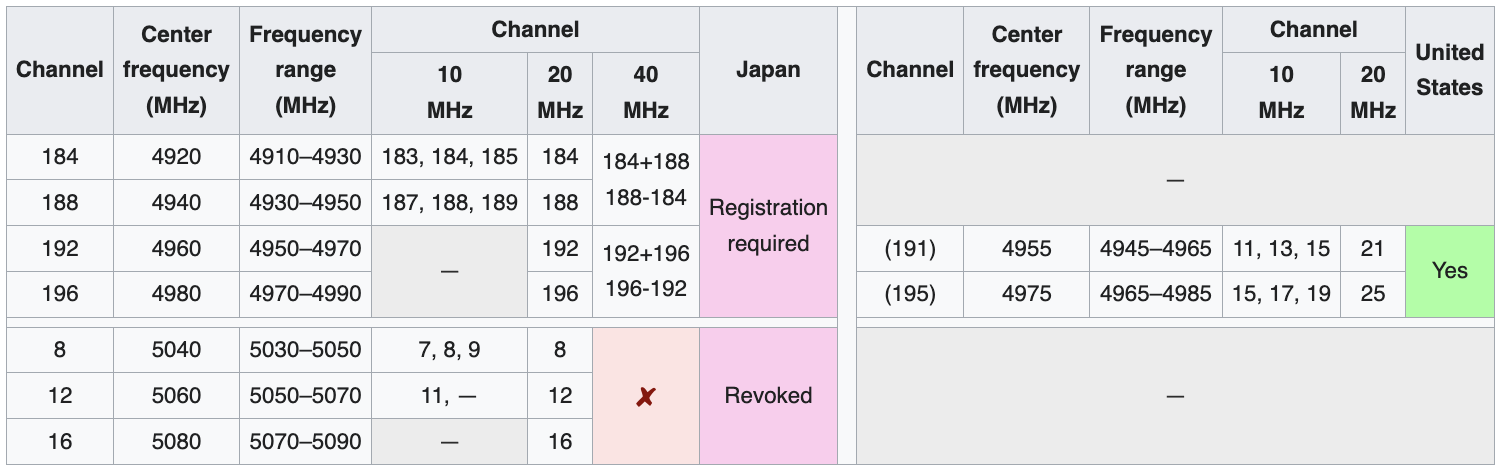 Channel Center frequency (MHz) Frequency range (MHz) Channel Japan Channel Center frequency (MHz) Frequency range (MHz) Channel United States
10 MHz 20 MHz 40 MHz 10 MHz 20 MHz
184 4920 4910–4930 183, 184, 185 184 184+188 188-184 Registration required —
188 4940 4930–4950 187, 188, 189 188
192 4960 4950–4970 — 192 192+196 196-192 (191) 4955 4945–4965 11, 13, 15 21 Yes
196 4980 4970–4990 196 (195) 4975 4965–4985 15, 17, 19 25
8 5040 5030–5050 7, 8, 9 8 ✘ Revoked —
12 5060 5050–5070 11, — 12
16 5080 5070–5090 — 16